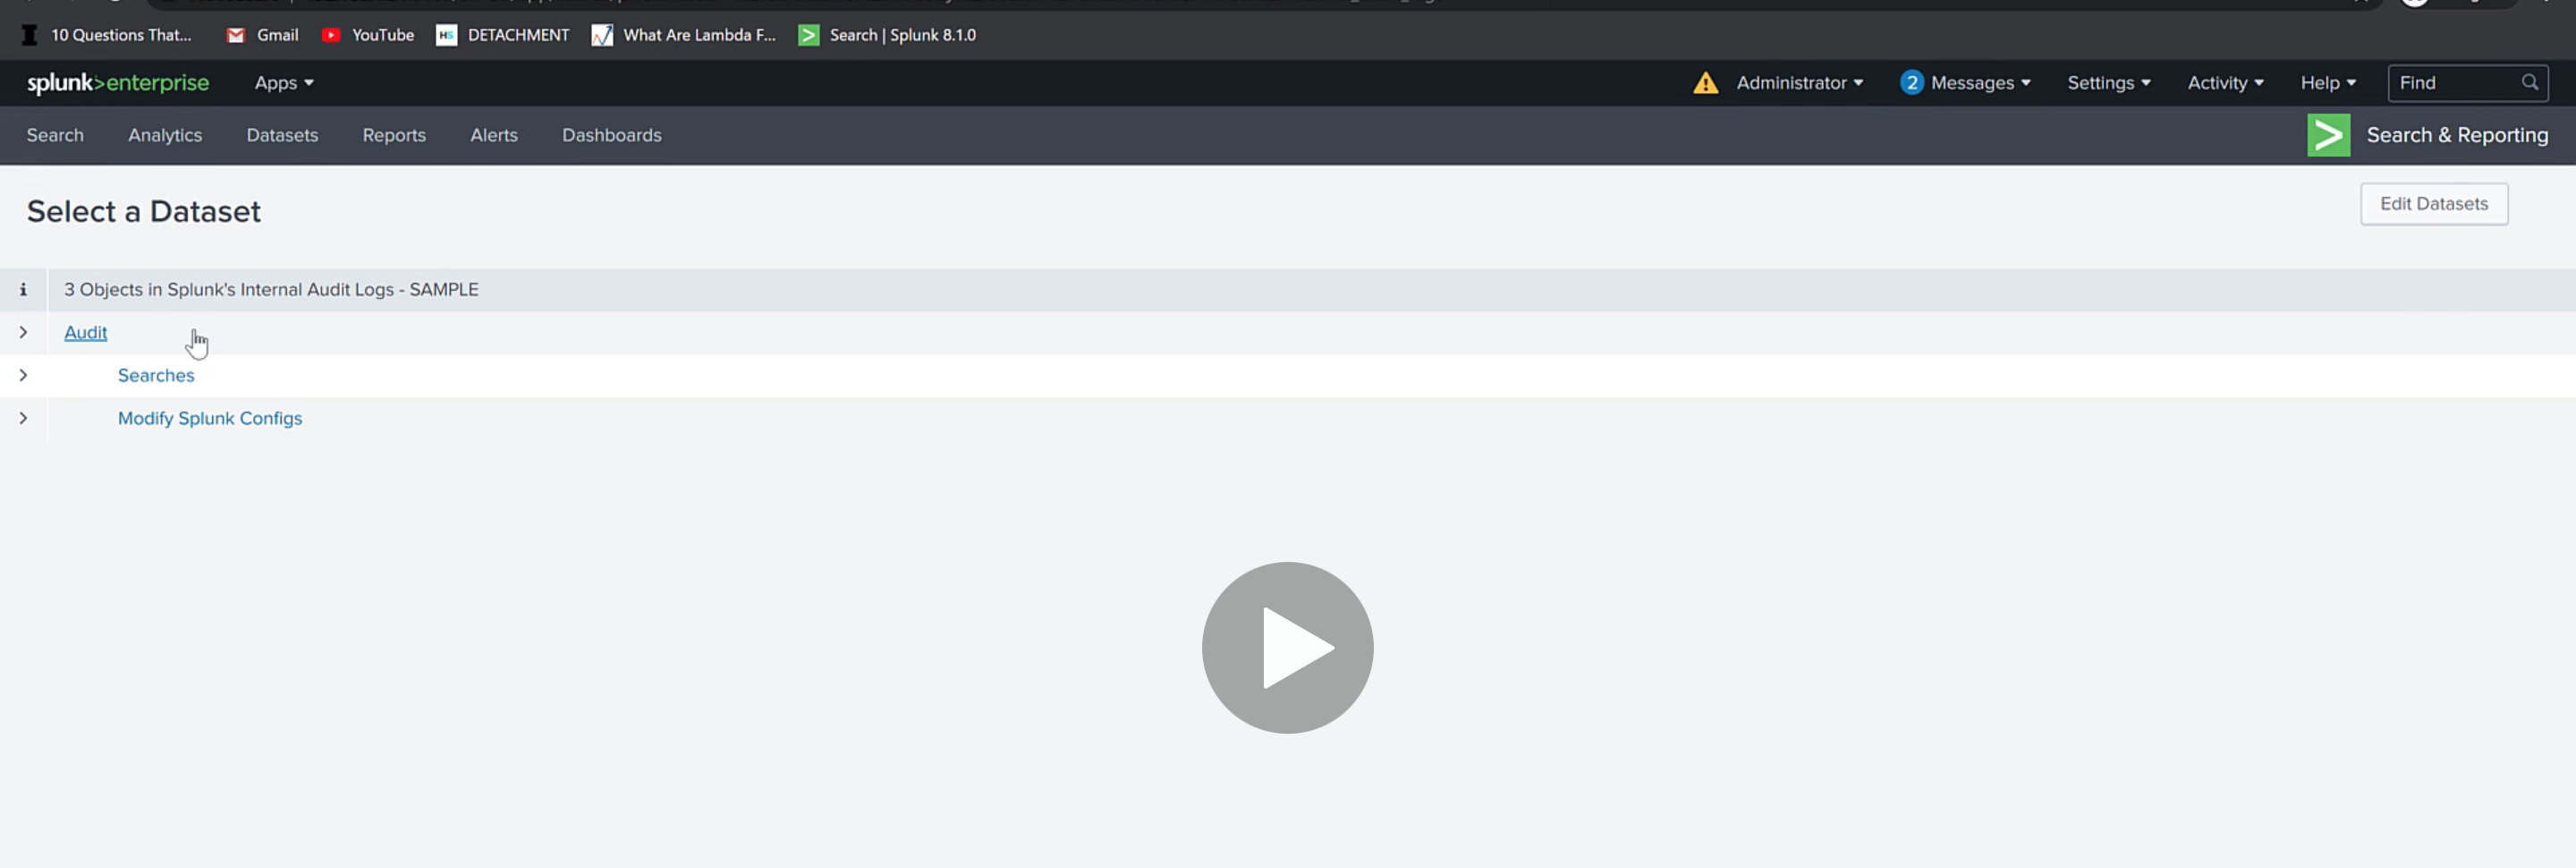 10 Questions That... Gmail YouTube HS DETACHMENT What Are Lambda F... Search | Splunk 8.1.0
splunk>enterprise Apps Administrator 2 Messages Settings Activity Help Find
Search Analytics Datasets Reports Alerts Dashboards Search & Reporting
Select a Dataset Edit Datasets
i 3 Objects in Splunk's Internal Audit Logs - SAMPLE
Audit
Searches
Modify Splunk Configs